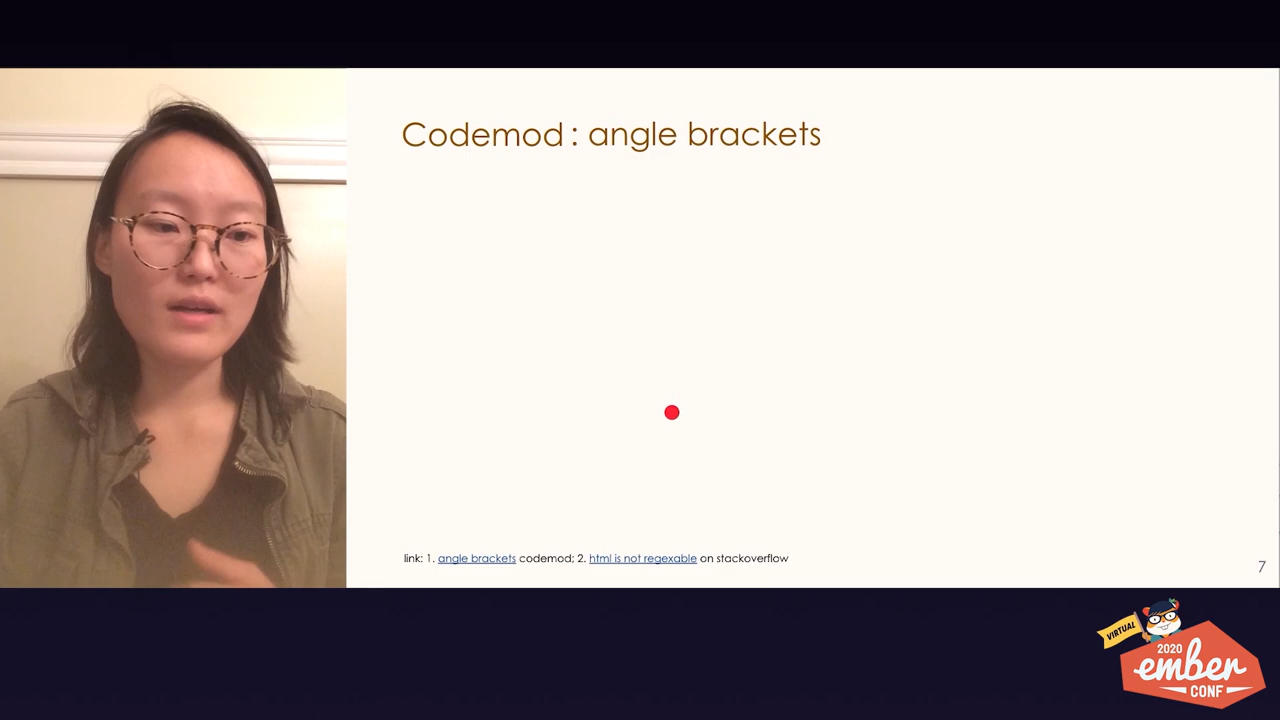 Codemod : angle brackets
link: 1. angle brackets codemod; 2. html is not regexable on stackoverflow
7
VIRTUAL
2020
ember
CONF